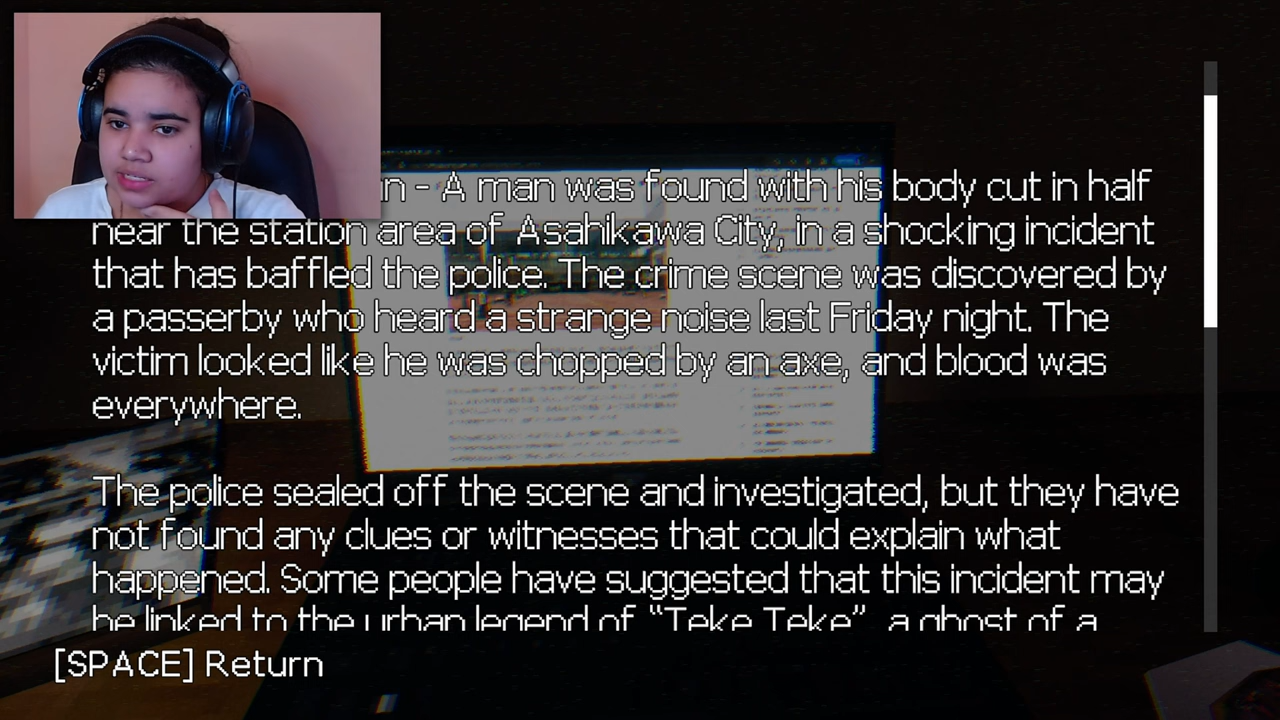 - A man was found with his body cut in half
near the station area of Asahikawa City, in a shocking incident
that has baffled the police. The crime scene was discovered by
a passerby who heard a strange noise last Friday night. The
victim looked like he was chopped by an axe, and blood was
everywhere.
The police sealed off the scene and investigated, but they have
not found any clues or witnesses that could explain what
happened. Some people have suggested that this incident may
be linked to the urban legend of “Teke Teke”, a ghost of a
[SPACE] Return